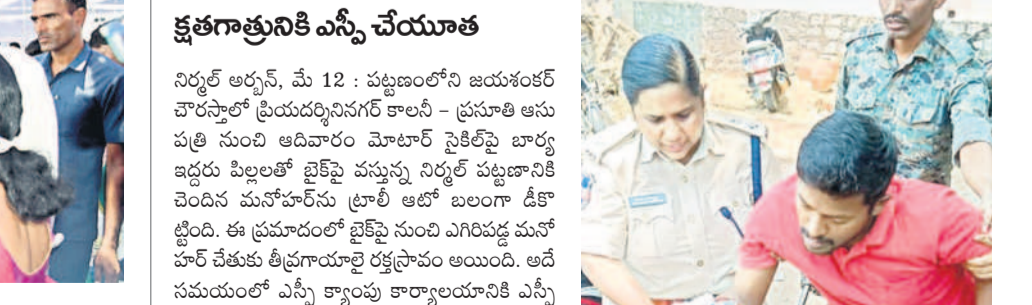 క్షతగాత్రునికి ఎస్పీ చేయూత
నిర్మల్ అర్బన్, మే 12 : పట్టణంలోని జయశంకర్
చౌరస్తాలో ప్రియదర్శినినగర్ కాలనీ – ప్రసూతి ఆసు
పత్రి నుంచి ఆదివారం మోటార్ సైకిల్‌పై బార్య
ఇద్దరు పిల్లలతో బైక్‌పై వస్తున్న నిర్మల్ పట్టణానికి
చెందిన మనోహర్‌ను ట్రాలీ ఆటో బలంగా డీకొ
ట్టింది. ఈ ప్రమాదంలో బైక్‌పై నుంచి ఎగిరిపడ్డ మనో
హర్ చేతుకు తీవ్రగాయాలై రక్తస్రావం అయింది. అదే
సమయంలో ఎస్పీ క్యాంపు కార్యాలయానికి ఎస్పీ